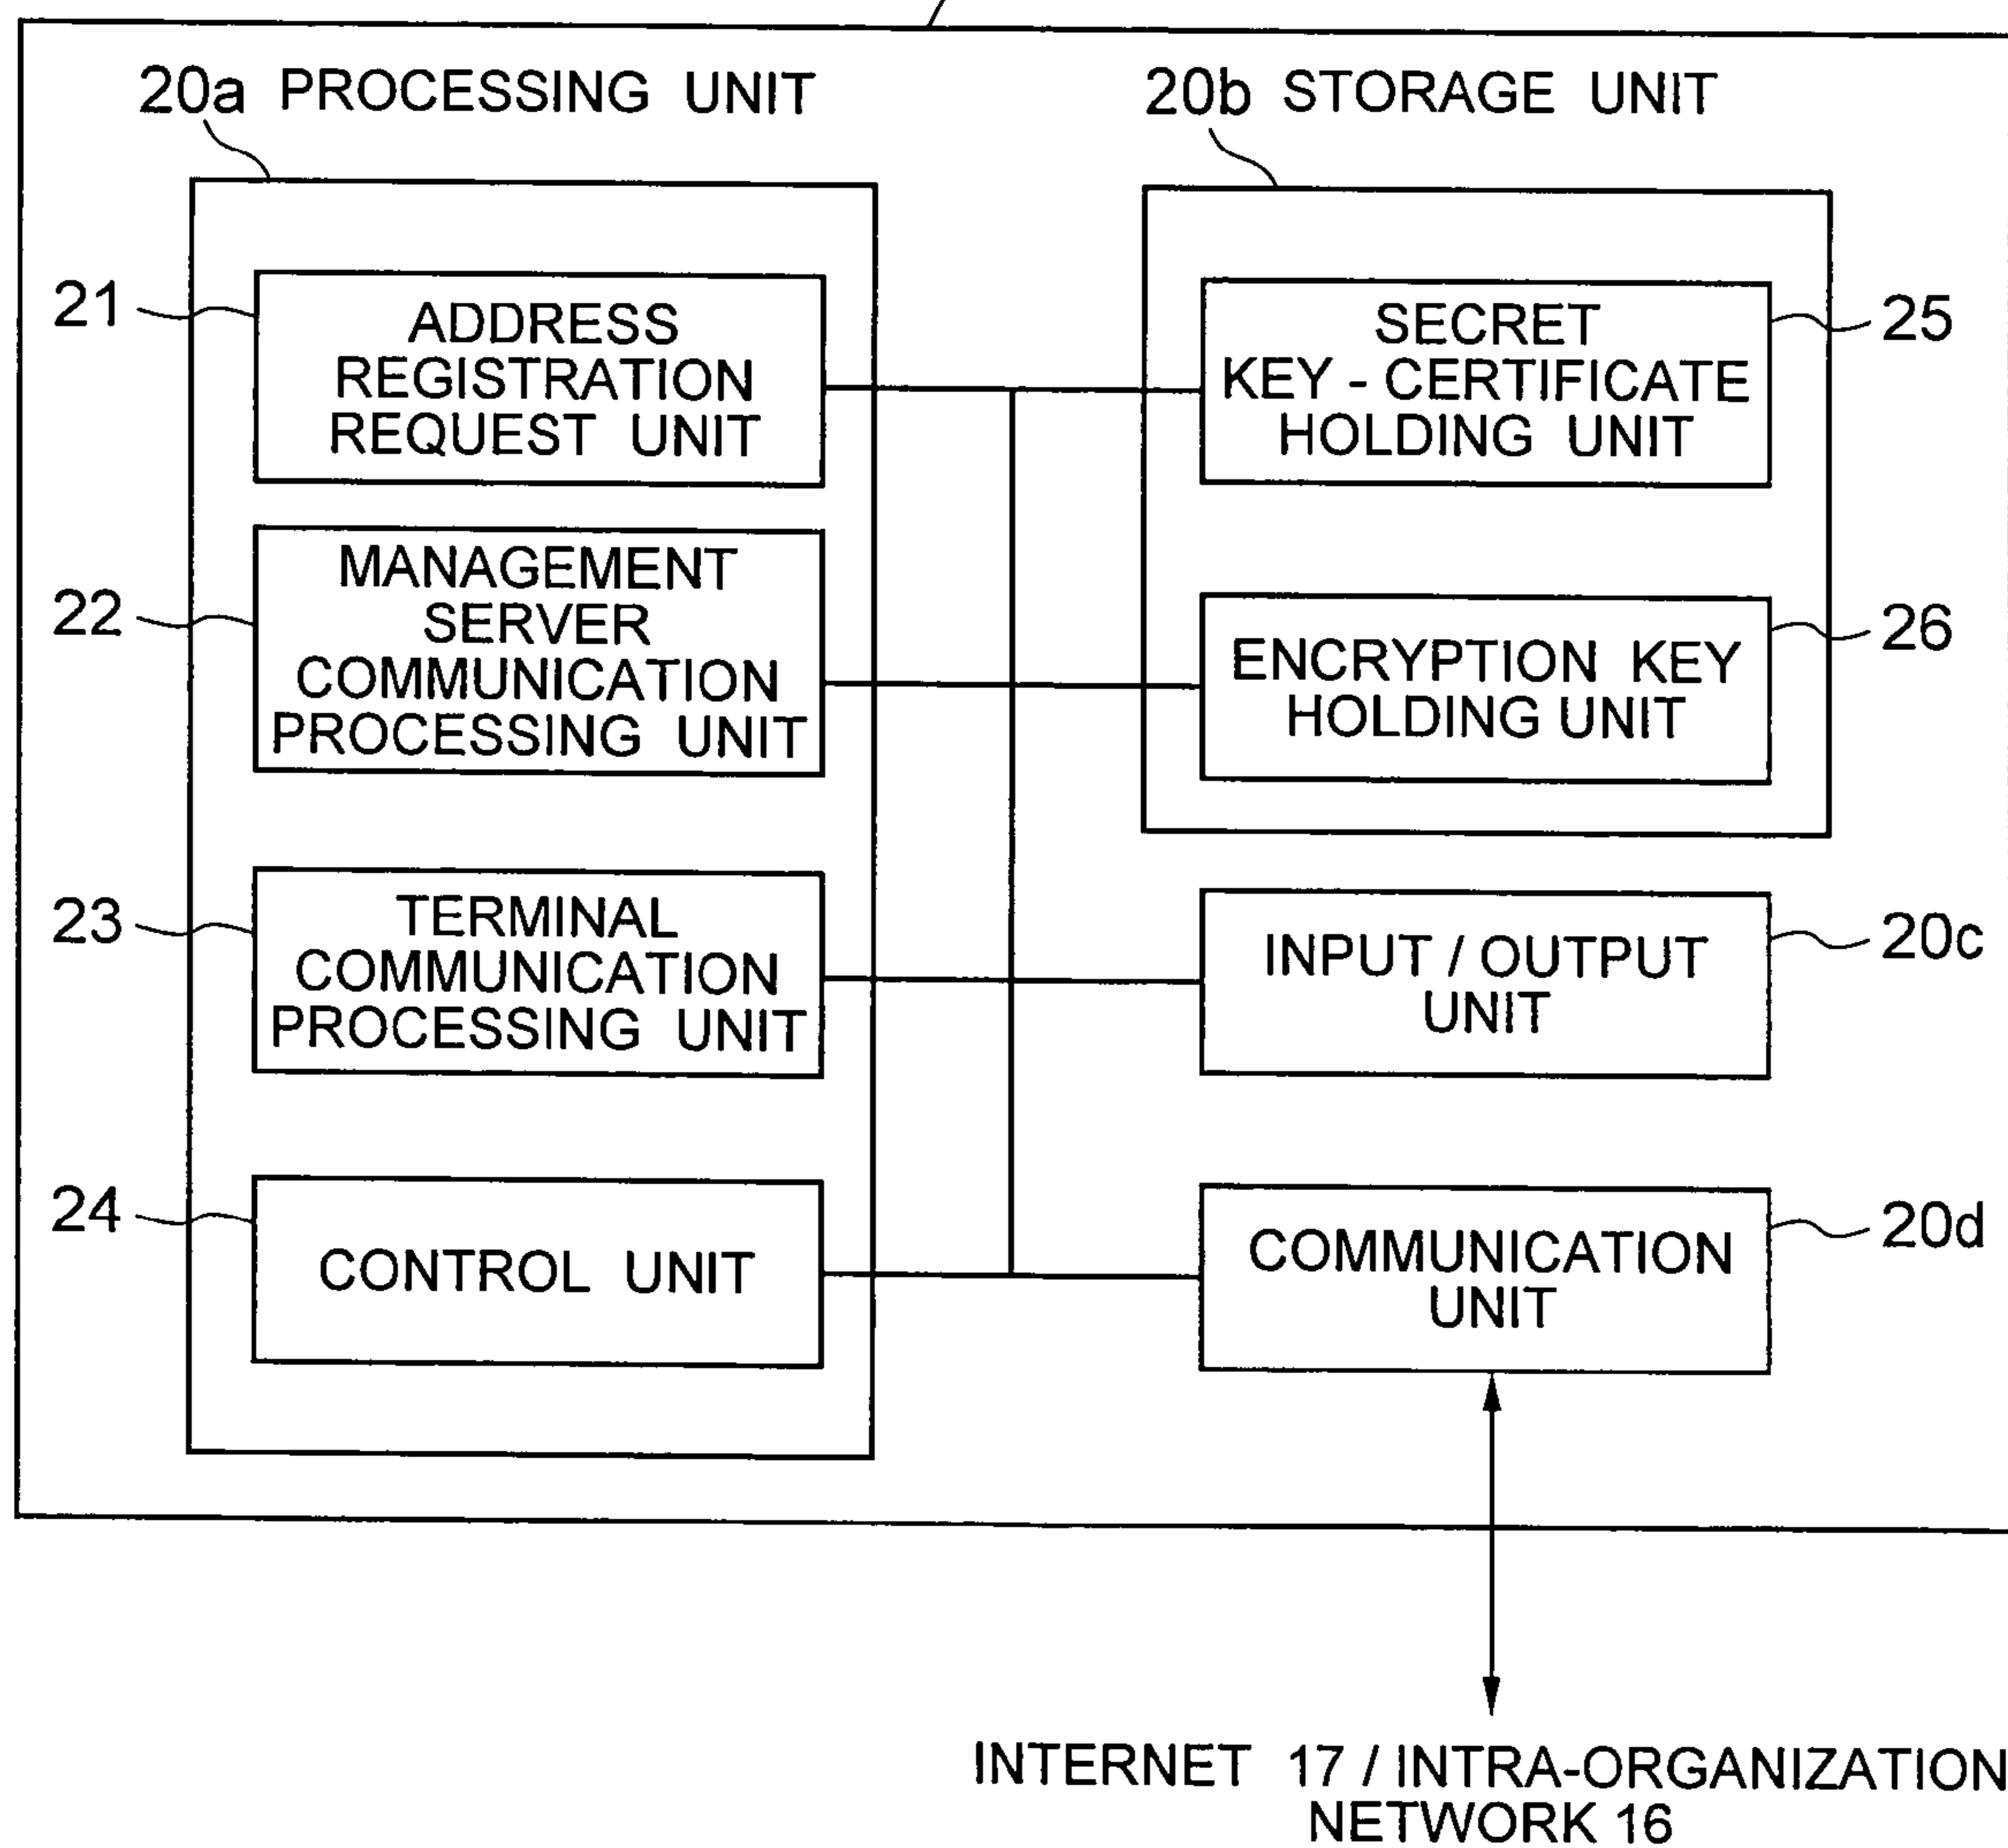 20a PROCESSING UNIT
20b STORAGE UNIT
21
ADDRESS
REGISTRATION
REQUEST UNIT
22
MANAGEMENT
SERVER
COMMUNICATION
PROCESSING UNIT
23
TERMINAL
COMMUNICATION
PROCESSING UNIT
24
CONTROL UNIT
SECRET
KEY - CERTIFICATE
HOLDING UNIT
25
ENCRYPTION KEY
HOLDING UNIT
26
INPUT / OUTPUT
UNIT
20c
COMMUNICATION
UNIT
20d
INTERNET 17 / INTRA-ORGANIZATION
NETWORK 16